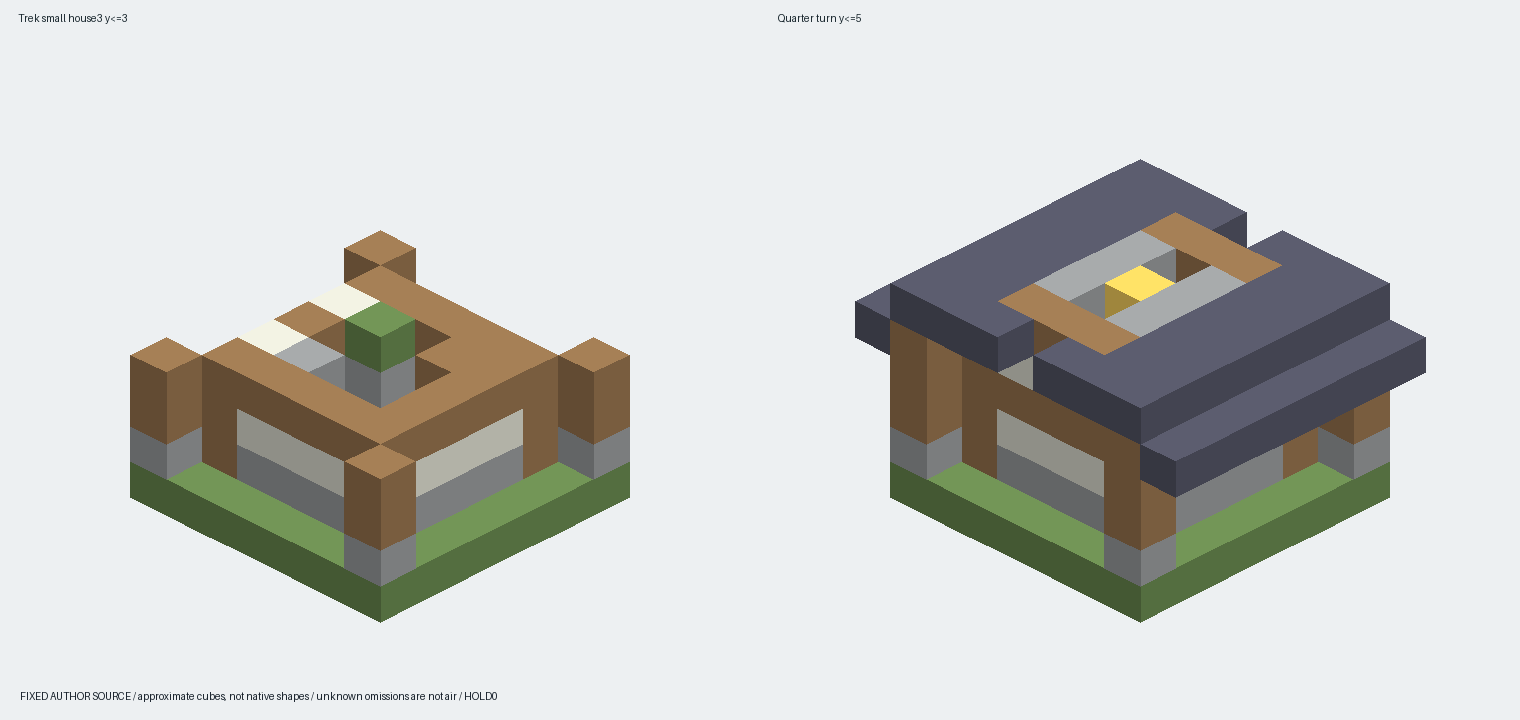 Trek small house3 y<=3
Quarter turn y<=5
FIXED AUTHOR SOURCE / approximate cubes, not native shapes / unknown omissions are not air / HOLD0